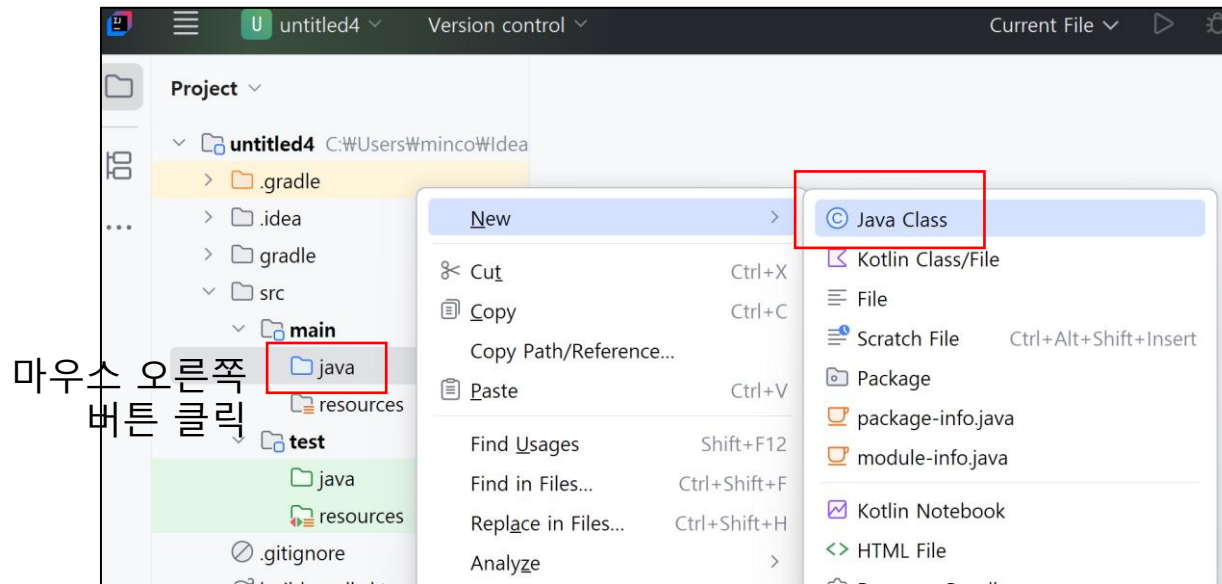 U untitled4 Version control Current File
Project
untitled4 C:₩Users₩minco₩Idea
.gradle
.idea
gradle
src
main
java
resources
test
java
resources
.gitignore
마우스 오른쪽
버튼 클릭
New
Cut Ctrl+X
Copy Ctrl+C
Copy Path/Reference...
Paste Ctrl+V
Find Usages Shift+F12
Find in Files... Ctrl+Shift+F
Replace in Files... Ctrl+Shift+H
Analyze
Java Class
Kotlin Class/File
File
Scratch File Ctrl+Alt+Shift+Insert
Package
package-info.java
module-info.java
Kotlin Notebook
HTML File